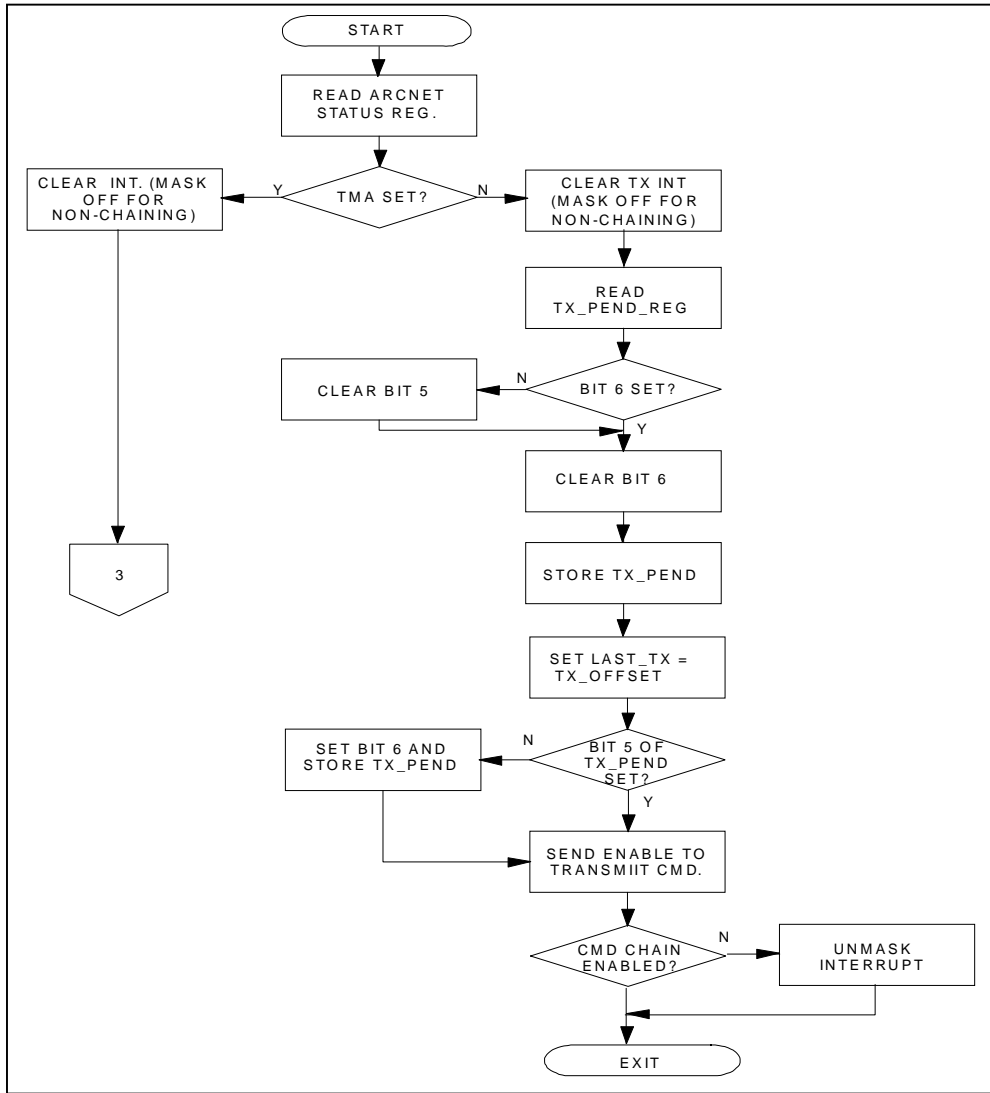 START
READ ARCNET
STATUS REG.
TMA SET?
Y
N
CLEAR INT. (MASK
OFF FOR
NON-CHAINING)
CLEAR TX INT
(MASK OFF FOR
NON-CHAINING)
READ
TX_PEND_REG
BIT 6 SET?
N
Y
CLEAR BIT 5
CLEAR BIT 6
3
STORE TX_PEND
SET LAST_TX =
TX_OFFSET
BIT 5 OF
TX_PEND
SET?
N
Y
SET BIT 6 AND
STORE TX_PEND
SEND ENABLE TO
TRANSMIIT CMD.
CMD CHAIN
ENABLED?
N
Y
UNMASK
INTERRUPT
EXIT